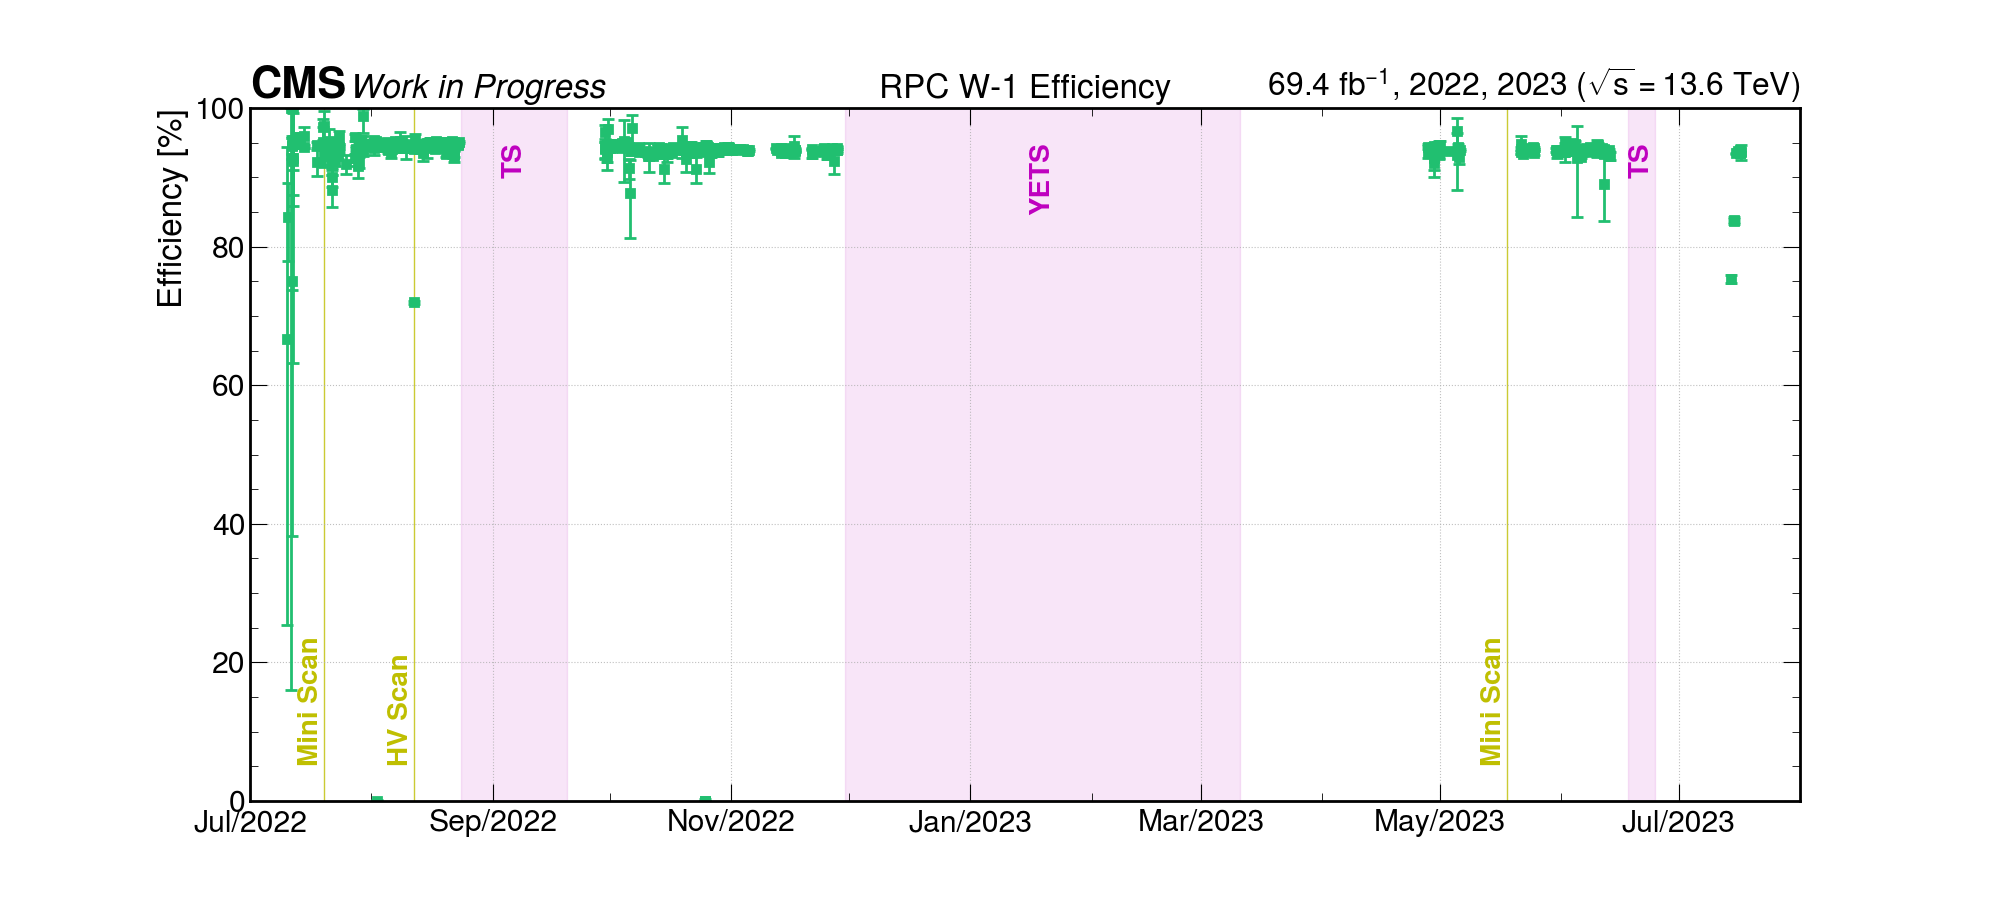 CMS Work in Progress RPC W-1 Efficiency 69.4 fb⁻¹, 2022, 2023 (√s = 13.6 TeV)
Efficiency [%]
100
80
60
40
20
0
TS
YETS
TS
Mini Scan
HV Scan
Mini Scan
Jul/2022 Sep/2022 Nov/2022 Jan/2023 Mar/2023 May/2023 Jul/2023